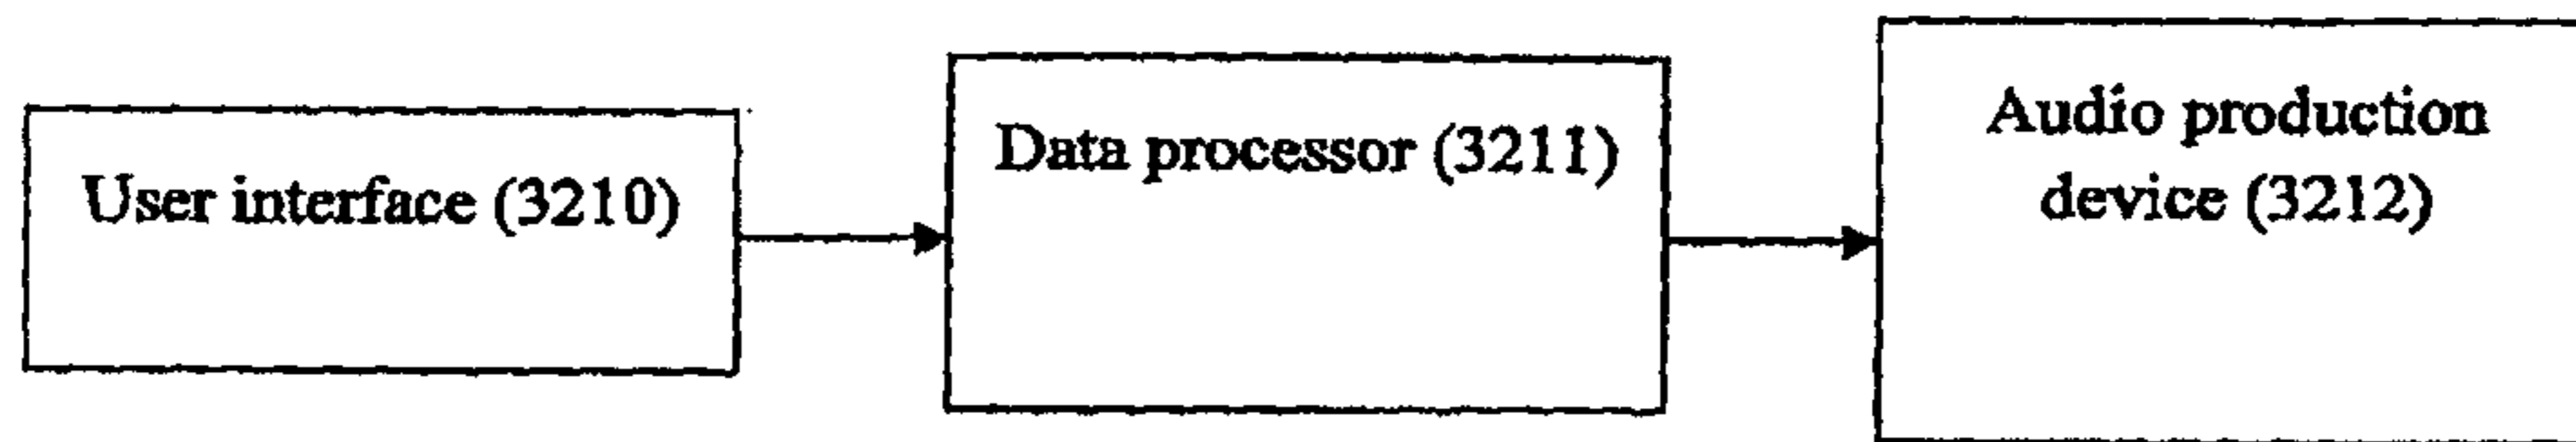 User interface (3210)
Data processor (3211)
Audio production
device (3212)